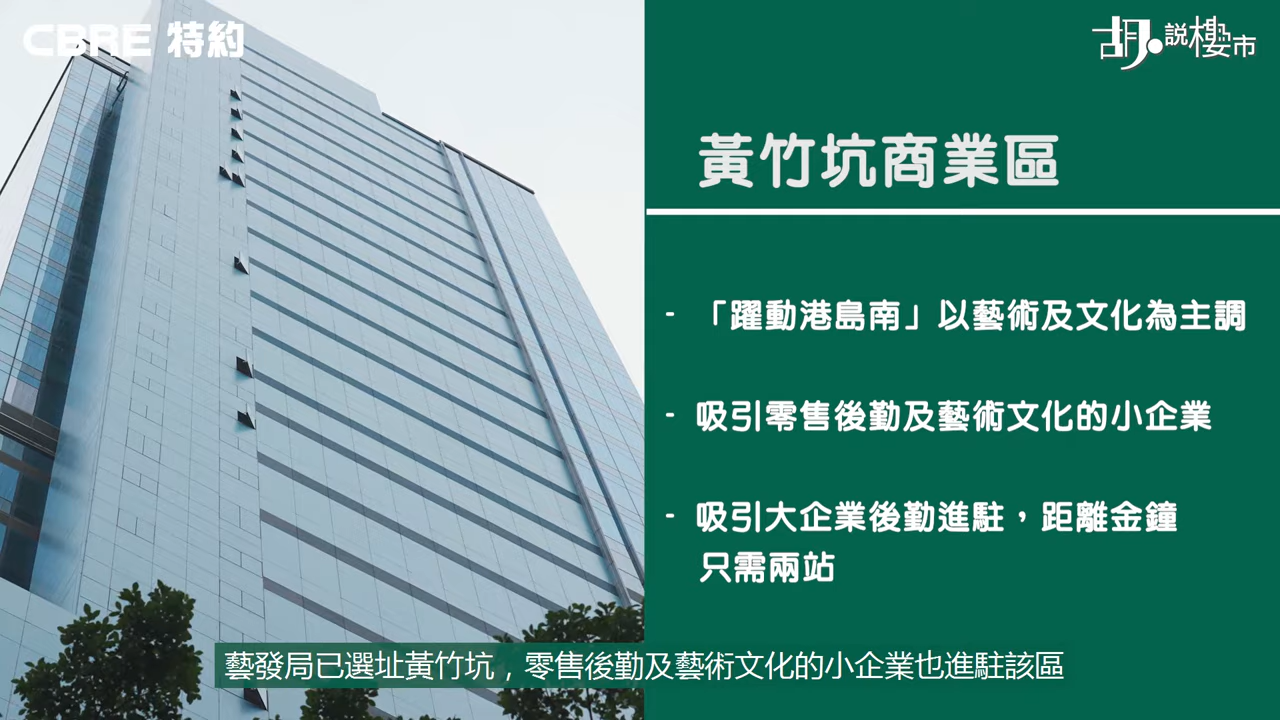 CBRE 特約
胡.説樓市
黃竹坑商業區
- 「躍動港島南」以藝術及文化為主調
- 吸引零售後勤及藝術文化的小企業
- 吸引大企業後勤進駐，距離金鐘
只需兩站
藝發局已選址黃竹坑，零售後勤及藝術文化的小企業也進駐該區